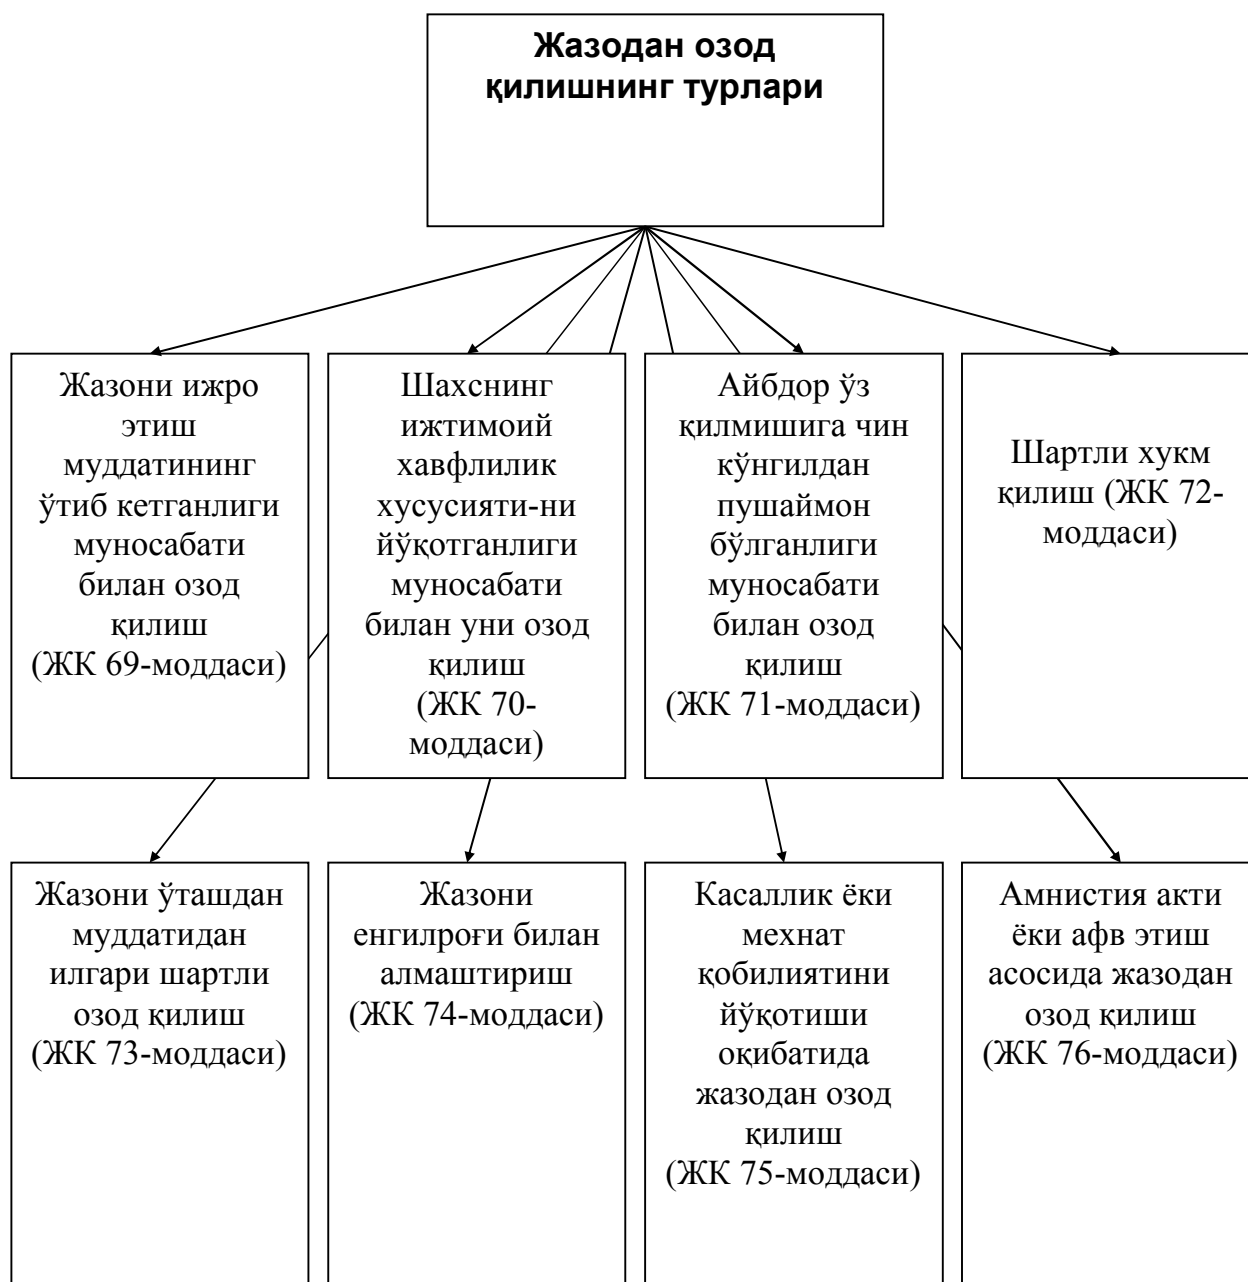 Жазодан озод
қилишнинг турлари
Жазони ижро
этиш
муддатининг
ўтиб кетганлиги
муносабати
билан озод
қилиш
(ЖК 69-моддаси)
Шахснинг
ижтимоий
хавфлилик
хусусияти-ни
йўқотганлиги
муносабати
билан уни озод
қилиш
(ЖК 70-
моддаси)
Айбдор ўз
қилмишига чин
кўнгилдан
пушаймон
бўлганлиги
муносабати
билан озод
қилиш
(ЖК 71-моддаси)
Шартли хукм
қилиш (ЖК 72-
моддаси)
Жазони ўташдан
муддатидан
илгари шартли
озод қилиш
(ЖК 73-моддаси)
Жазони
енгилроғи билан
алмаштириш
(ЖК 74-моддаси)
Касаллик ёки
мехнат
қобилиятини
йўқотиши
оқибатида
жазодан озод
қилиш
(ЖК 75-моддаси)
Амнистия акти
ёки афв этиш
асосида жазодан
озод қилиш
(ЖК 76-моддаси)